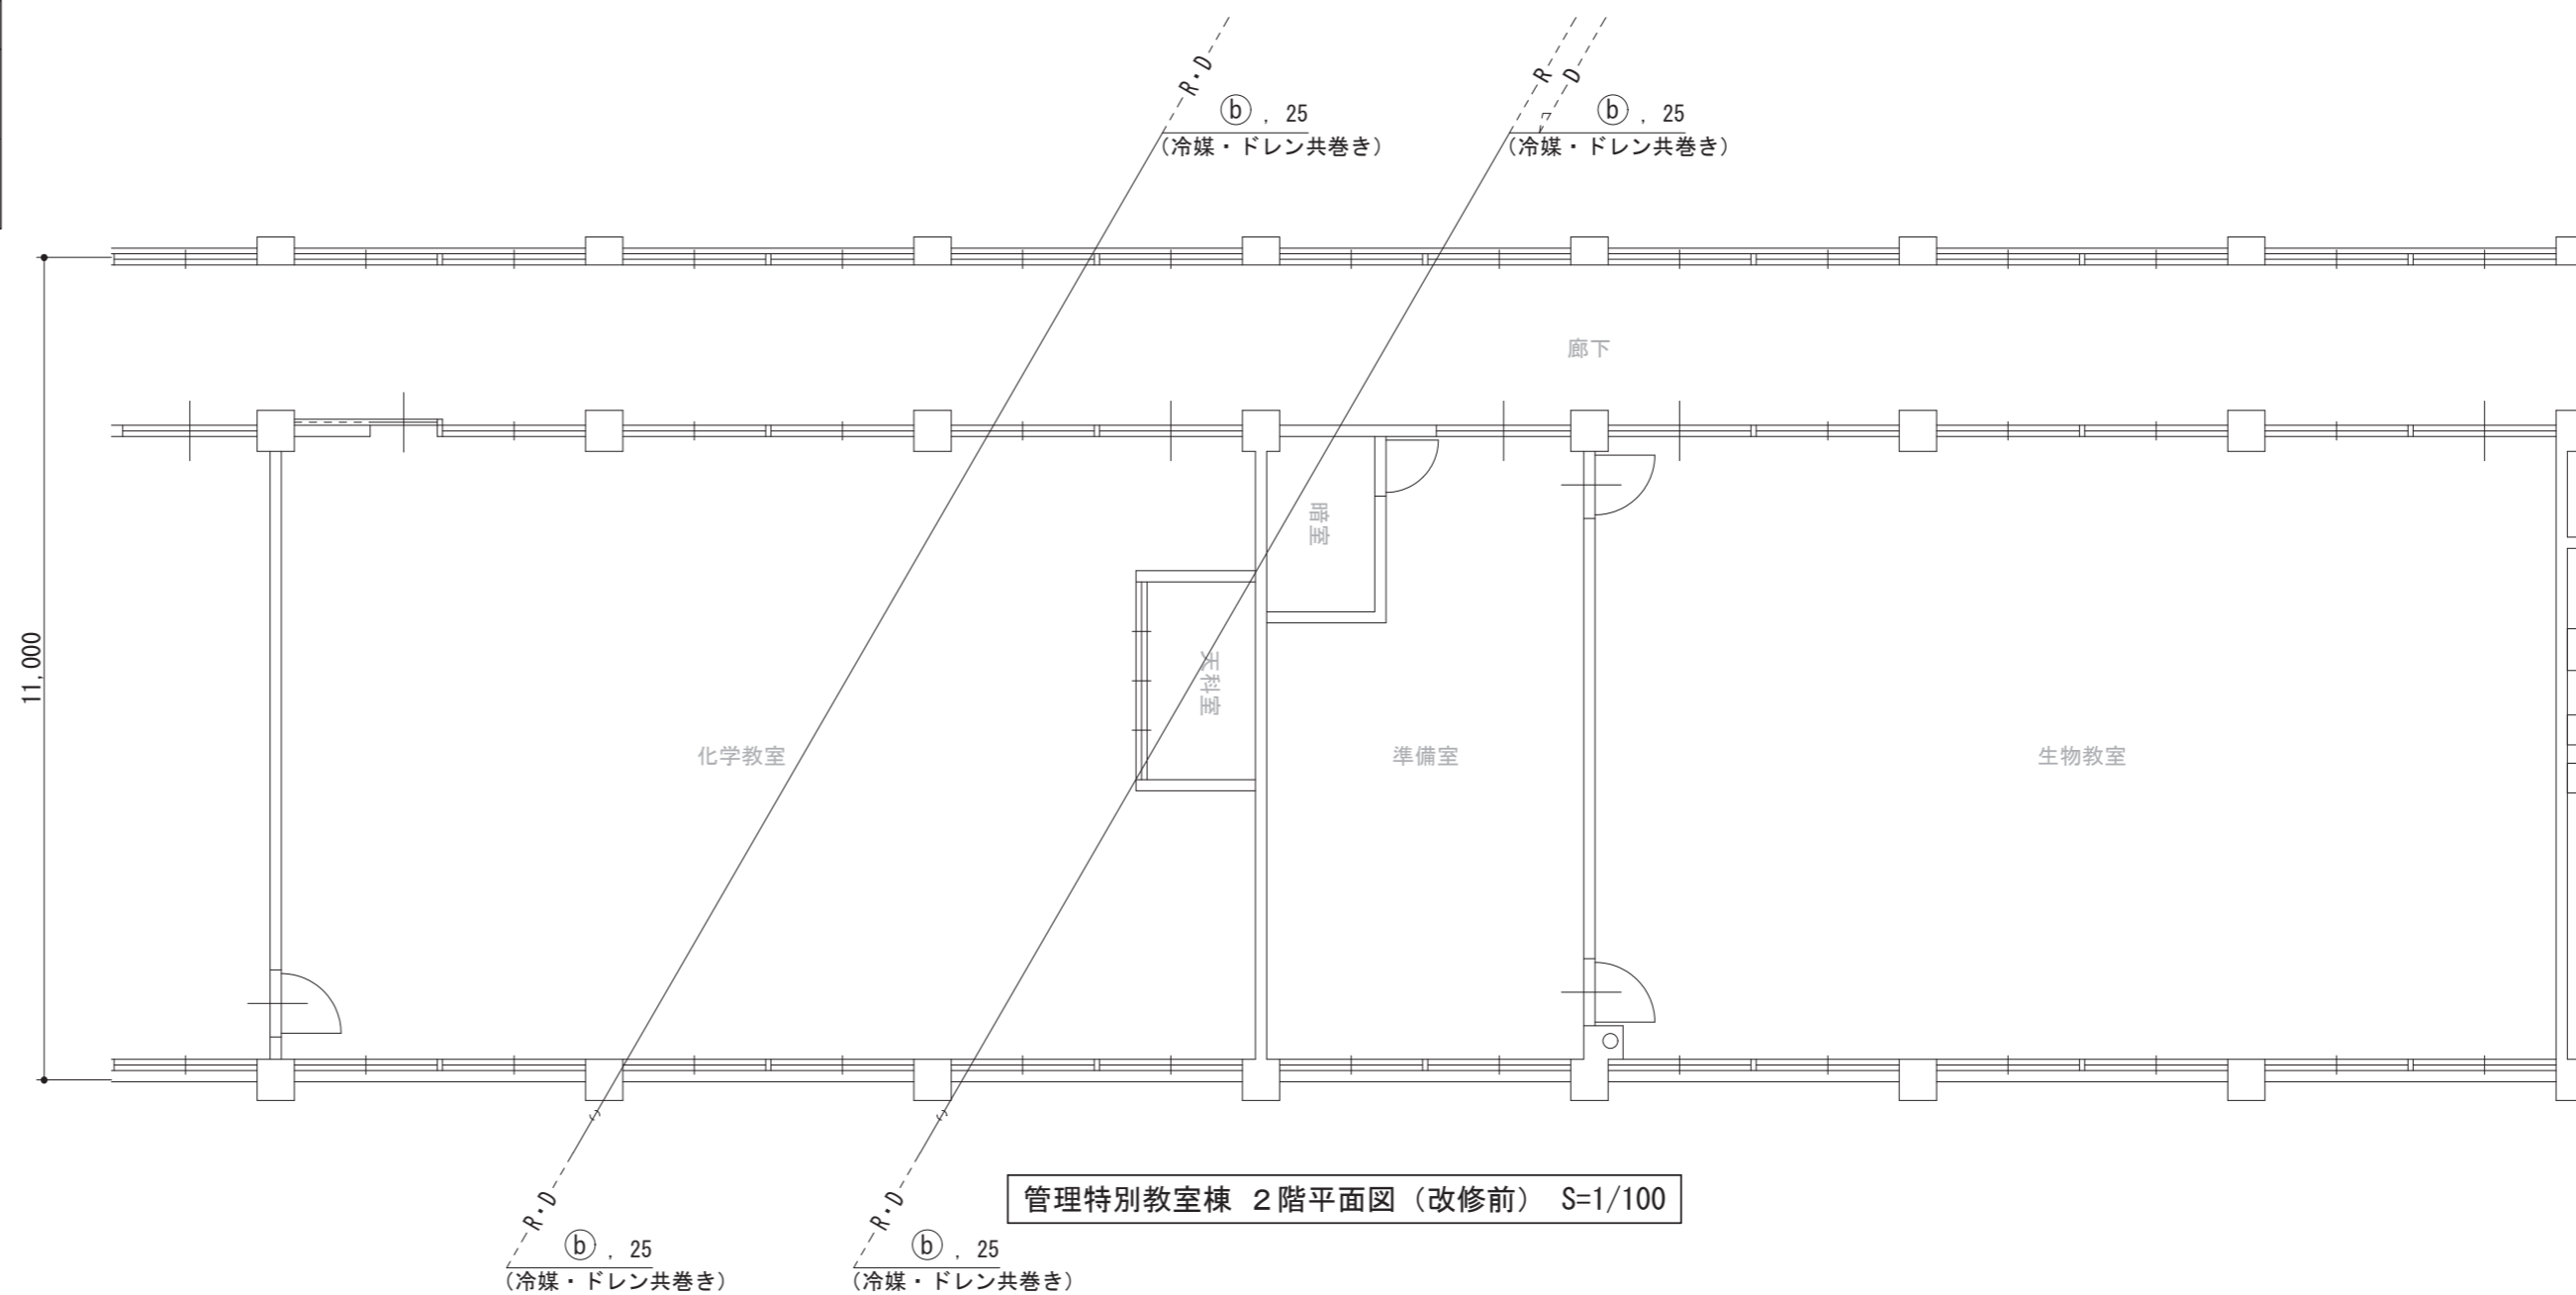 R・D
R
D
ⓑ , 25
(冷媒・ドレン共巻き)
ⓑ , 25
(冷媒・ドレン共巻き)
廊下
暗室
11,000
天科室
化学教室
準備室
生物教室
管理特別教室棟 2階平面図(改修前) S=1/100
R・D
R・D
ⓑ , 25
(冷媒・ドレン共巻き)
ⓑ , 25
(冷媒・ドレン共巻き)